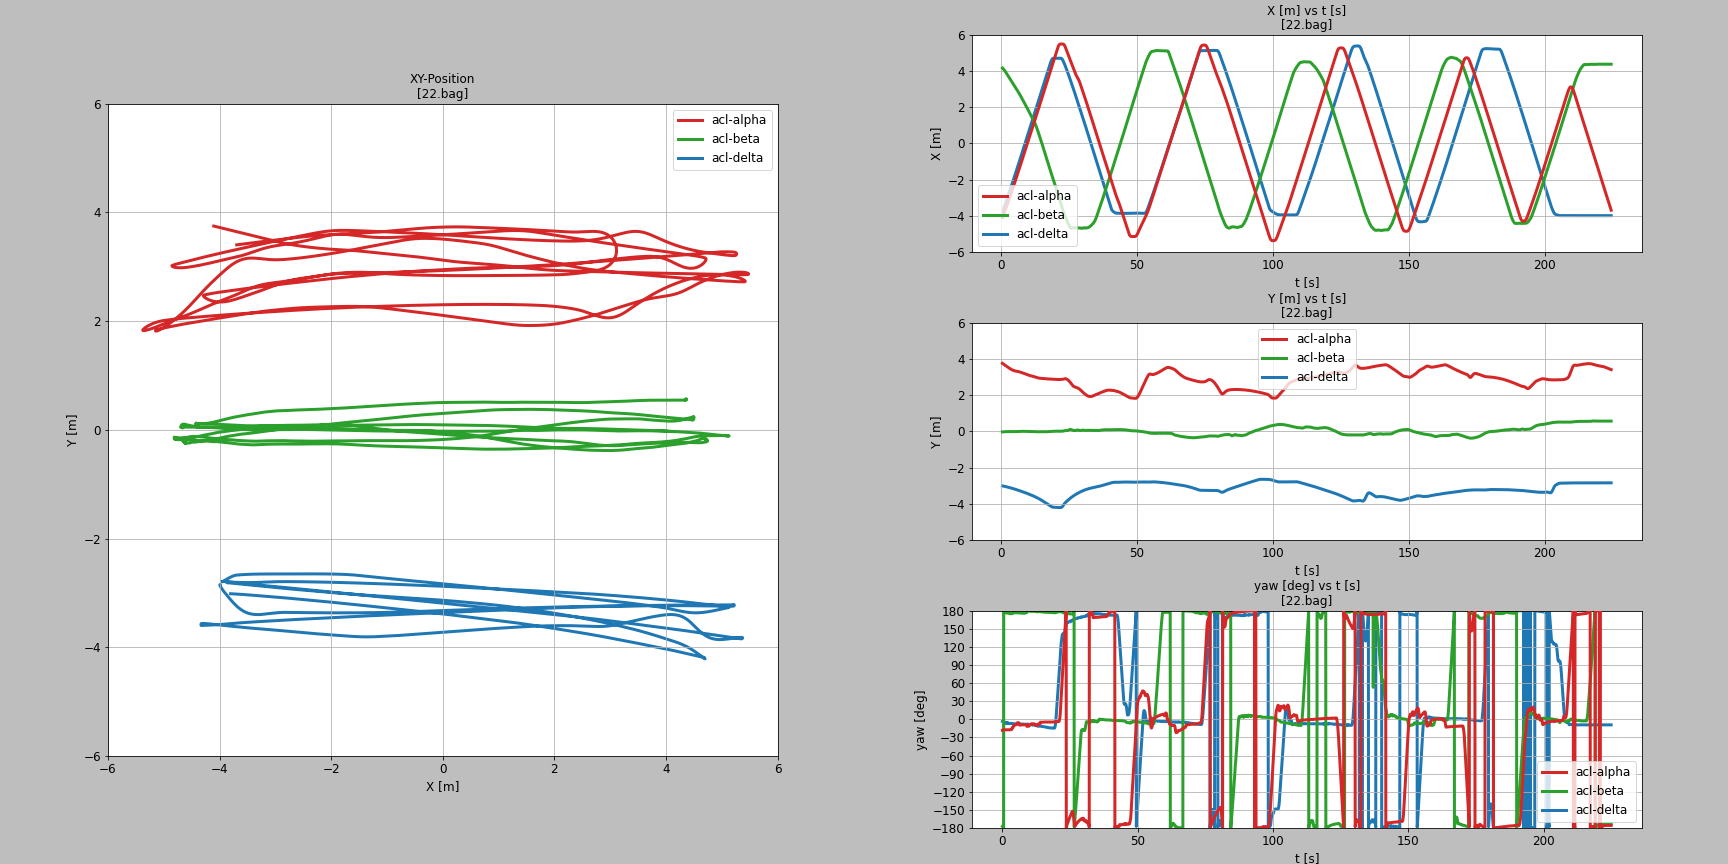 XY-Position
[22.bag]
6
4
2
0
−2
−4
−6
−6
−4
−2
0
2
4
6
X [m]
Y [m]
acl-alpha
acl-beta
acl-delta
X [m] vs t [s]
[22.bag]
6
4
2
0
−2
−4
−6
0
50
100
150
200
t [s]
X [m]
acl-alpha
acl-beta
acl-delta
Y [m] vs t [s]
[22.bag]
6
4
2
0
−2
−4
−6
0
50
100
150
200
t [s]
Y [m]
acl-alpha
acl-beta
acl-delta
yaw [deg] vs t [s]
[22.bag]
180
150
120
90
60
30
0
−30
−60
−90
−120
−150
−180
0
50
100
150
200
t [s]
yaw [deg]
acl-alpha
acl-beta
acl-delta